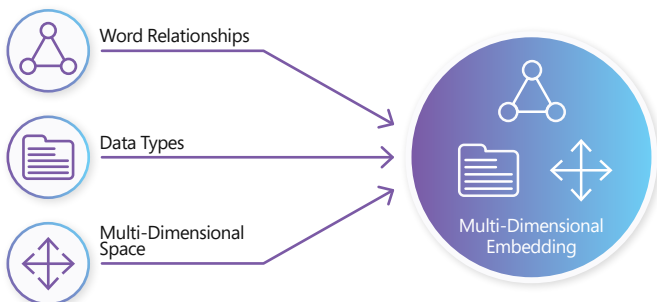 Word Relationships
Data Types
Multi-Dimensional
Space
Multi-Dimensional
Embedding